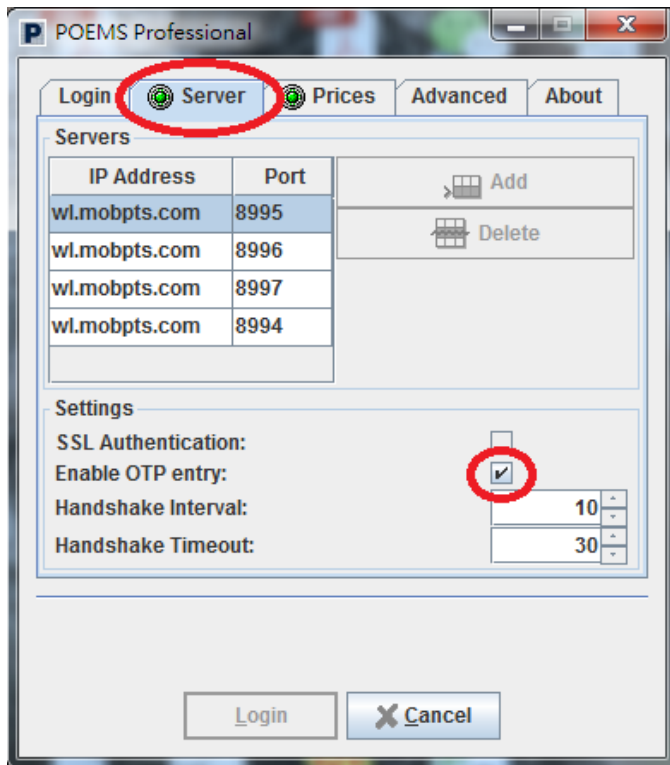 POEMS Professional
Login Server Prices Advanced About
Servers
IP Address Port
Add
wl.mobpts.com 8995
Delete
wl.mobpts.com 8996
wl.mobpts.com 8997
wl.mobpts.com 8994
Settings
SSL Authentication:
Enable OTP entry:
Handshake Interval: 10
Handshake Timeout: 30
Login Cancel